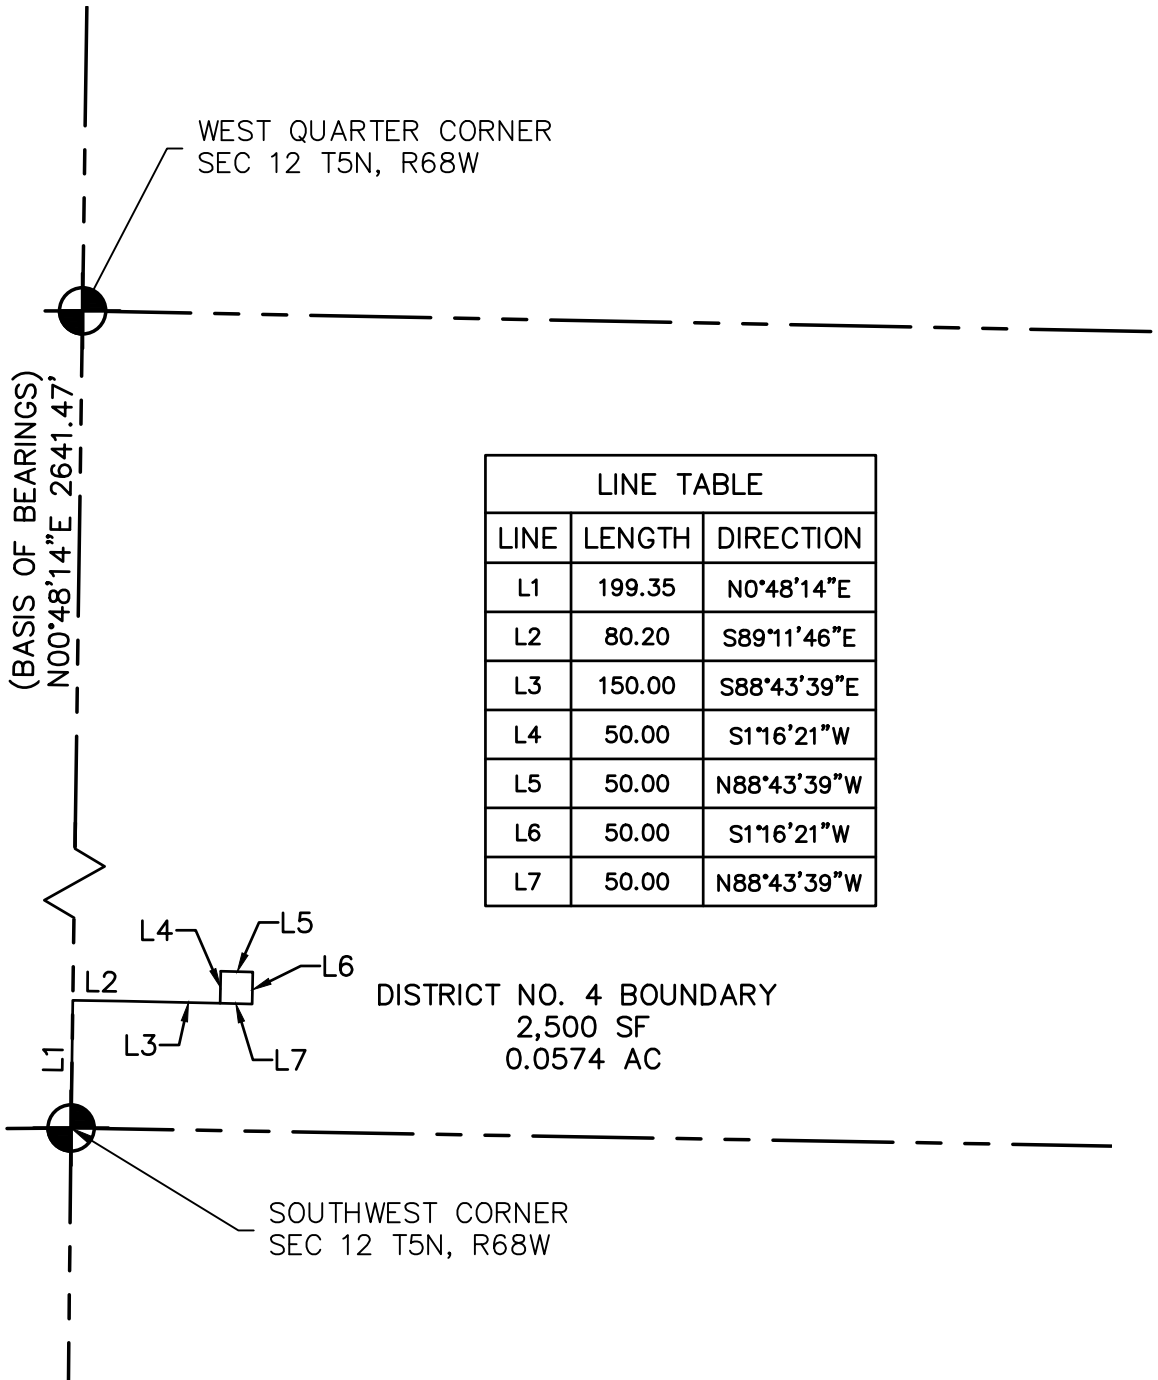 WEST QUARTER CORNER
SEC 12 T5N, R68W
(BASIS OF BEARINGS)
N00°48'14"E 2641.47'
LINE TABLE
LINE LENGTH DIRECTION
L1 199.35 N0°48'14"E
L2 80.20 S89°11'46"E
L3 150.00 S88°43'39"E
L4 50.00 S1°16'21"W
L5 50.00 N88°43'39"W
L6 50.00 S1°16'21"W
L7 50.00 N88°43'39"W
L4
L5
L6
L2
L3
L7
L1
DISTRICT NO. 4 BOUNDARY
2,500 SF
0.0574 AC
SOUTHWEST CORNER
SEC 12 T5N, R68W